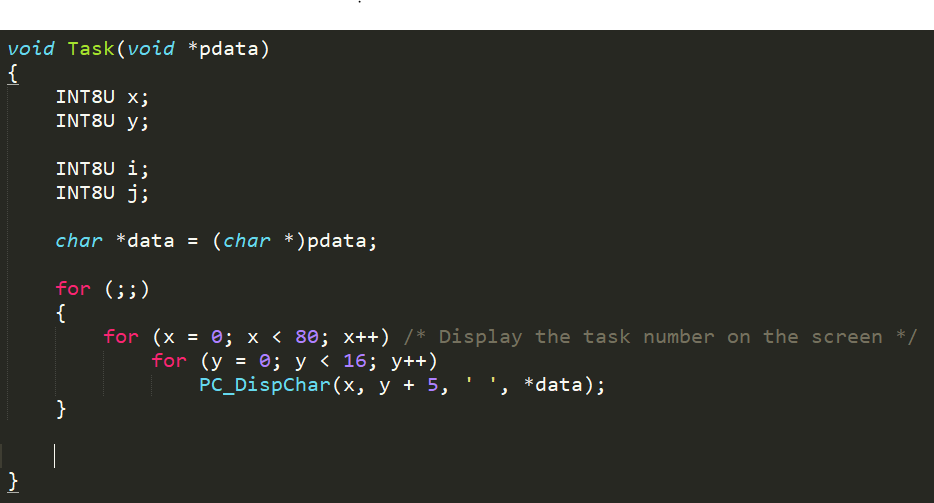 void Task(void *pdata)
{
    INT8U x;
    INT8U y;

    INT8U i;
    INT8U j;

    char *data = (char *)pdata;

    for (;;)
    {
        for (x = 0; x < 80; x++) /* Display the task number on the screen */
            for (y = 0; y < 16; y++)
                PC_DispChar(x, y + 5, ' ', *data);
    }

}